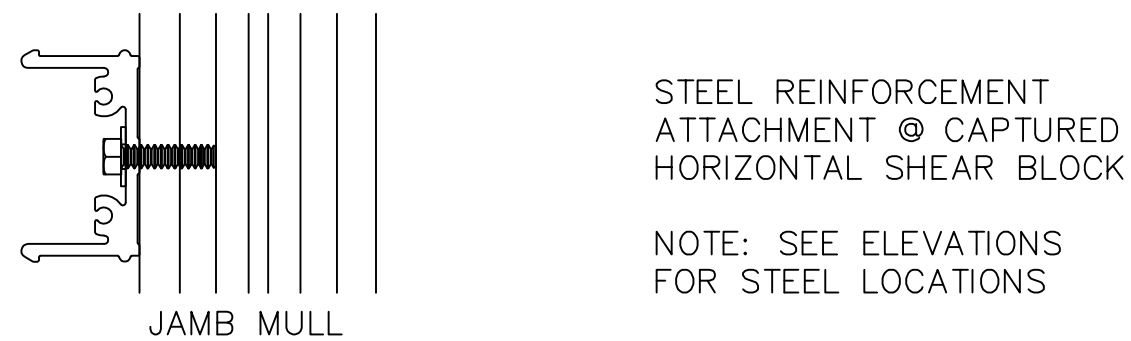 STEEL REINFORCEMENT
ATTACHMENT @ CAPTURED
HORIZONTAL SHEAR BLOCK
NOTE: SEE ELEVATIONS
FOR STEEL LOCATIONS
JAMB MULL